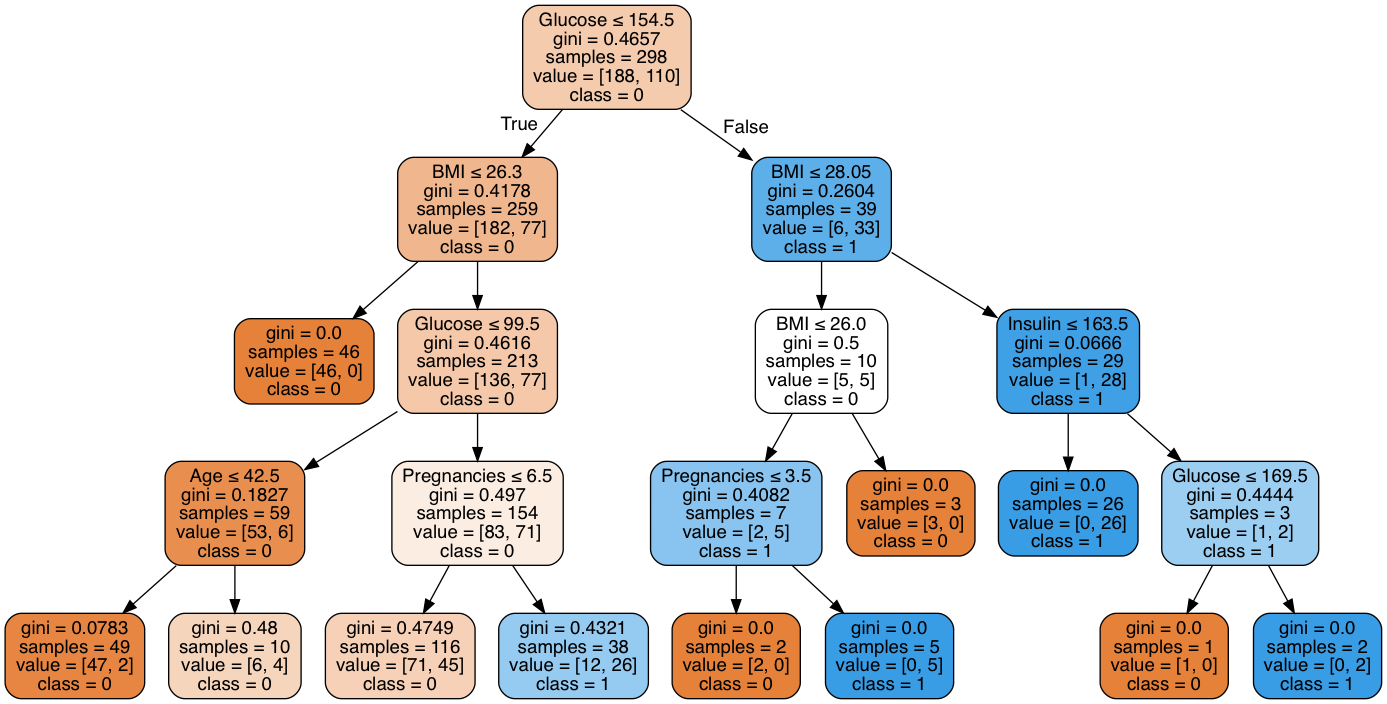 Glucose ≤ 154.5
gini = 0.4657
samples = 298
value = [188, 110]
class = 0
True
False
BMI ≤ 26.3
gini = 0.4178
samples = 259
value = [182, 77]
class = 0
BMI ≤ 28.05
gini = 0.2604
samples = 39
value = [6, 33]
class = 1
gini = 0.0
samples = 46
value = [46, 0]
class = 0
Glucose ≤ 99.5
gini = 0.4616
samples = 213
value = [136, 77]
class = 0
BMI ≤ 26.0
gini = 0.5
samples = 10
value = [5, 5]
class = 0
Insulin ≤ 163.5
gini = 0.0666
samples = 29
value = [1, 28]
class = 1
Age ≤ 42.5
gini = 0.1827
samples = 59
value = [53, 6]
class = 0
Pregnancies ≤ 6.5
gini = 0.497
samples = 154
value = [83, 71]
class = 0
Pregnancies ≤ 3.5
gini = 0.4082
samples = 7
value = [2, 5]
class = 1
gini = 0.0
samples = 3
value = [3, 0]
class = 0
gini = 0.0
samples = 26
value = [0, 26]
class = 1
Glucose ≤ 169.5
gini = 0.4444
samples = 3
value = [1, 2]
class = 1
gini = 0.0783
samples = 49
value = [47, 2]
class = 0
gini = 0.48
samples = 10
value = [6, 4]
class = 0
gini = 0.4749
samples = 116
value = [71, 45]
class = 0
gini = 0.4321
samples = 38
value = [12, 26]
class = 1
gini = 0.0
samples = 2
value = [2, 0]
class = 0
gini = 0.0
samples = 5
value = [0, 5]
class = 1
gini = 0.0
samples = 1
value = [1, 0]
class = 0
gini = 0.0
samples = 2
value = [0, 2]
class = 1